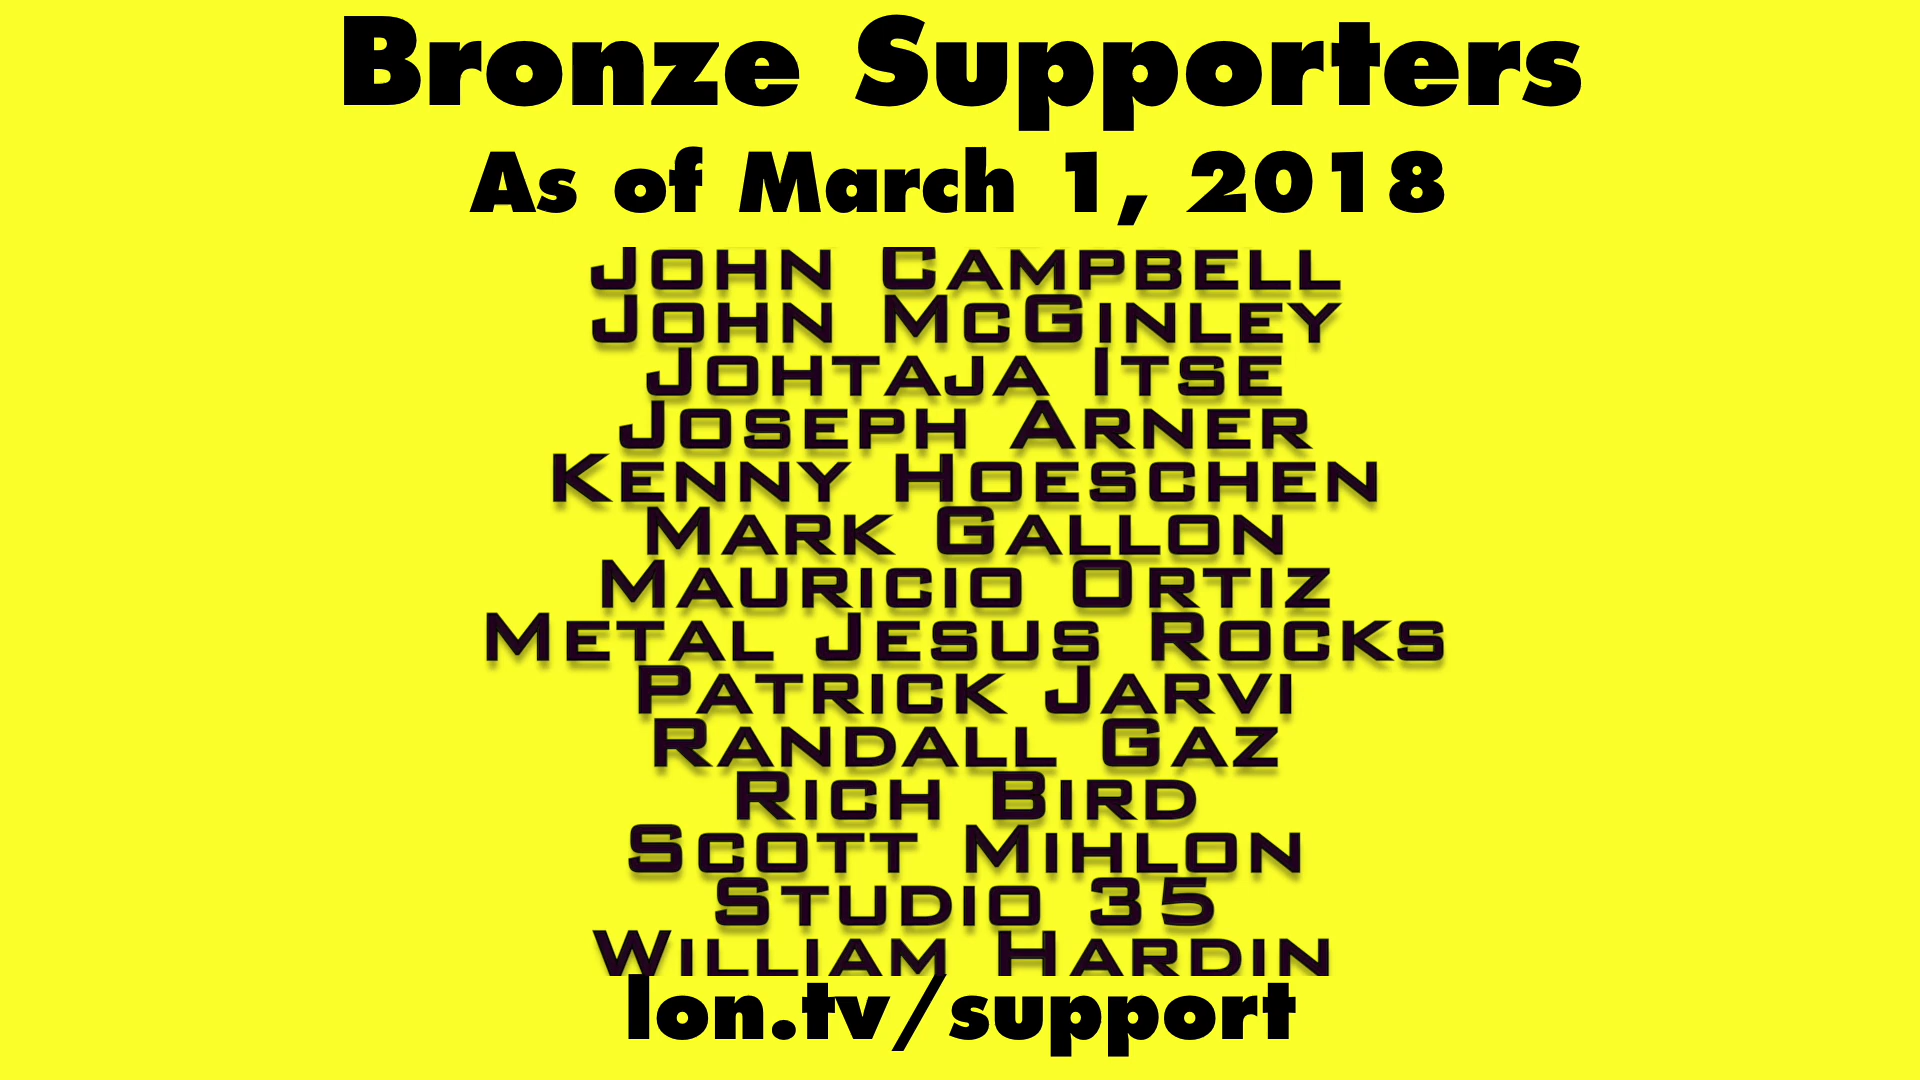 Bronze Supporters
As of March 1, 2018
John Campbell
John McGinley
Johtaja Itse
Joseph Arner
Kenny Hoeschen
Mark Gallon
Mauricio Ortiz
Metal Jesus Rocks
Patrick Jarvi
Randall Gaz
Rich Bird
Scott Mihlon
Studio 35
William Hardin
lon.tv/support